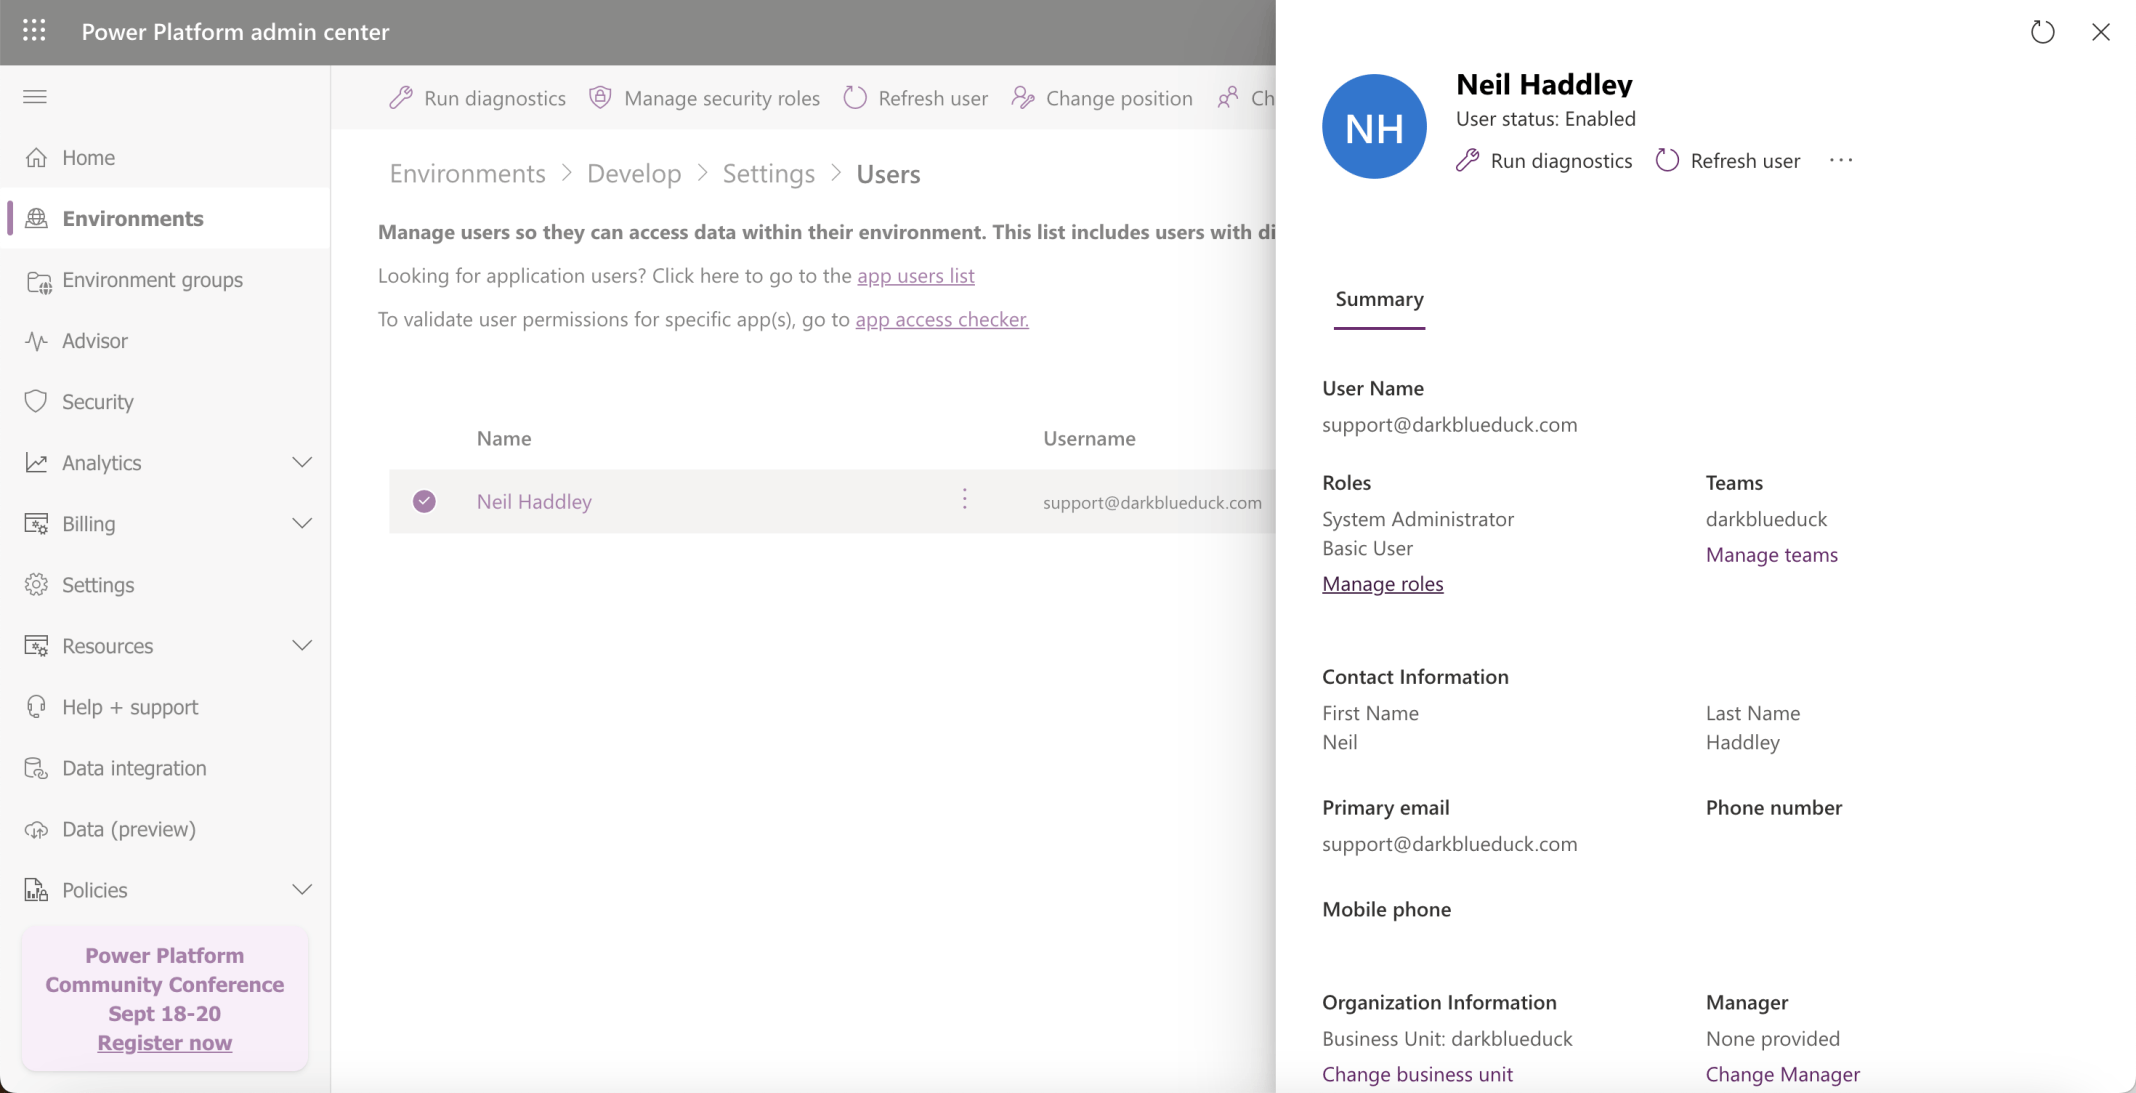 Power Platform admin center
Home
Environments
Environment groups
Advisor
Security
Analytics
Billing
Settings
Resources
Help + support
Data integration
Data (preview)
Policies
Power Platform
Community Conference
Sept 18-20
Register now
Run diagnostics
Manage security roles
Refresh user
Change position
Ch
Environments > Develop > Settings > Users
Manage users so they can access data within their environment. This list includes users with di
Looking for application users? Click here to go to the app users list
To validate user permissions for specific app(s), go to app access checker.
Name
Username
Neil Haddley
support@darkblueduck.com
NH
Neil Haddley
User status: Enabled
Run diagnostics
Refresh user
Summary
User Name
support@darkblueduck.com
Roles
System Administrator
Basic User
Manage roles
Teams
darkblueduck
Manage teams
Contact Information
First Name
Neil
Last Name
Haddley
Primary email
support@darkblueduck.com
Phone number
Mobile phone
Organization Information
Business Unit: darkblueduck
Change business unit
Manager
None provided
Change Manager